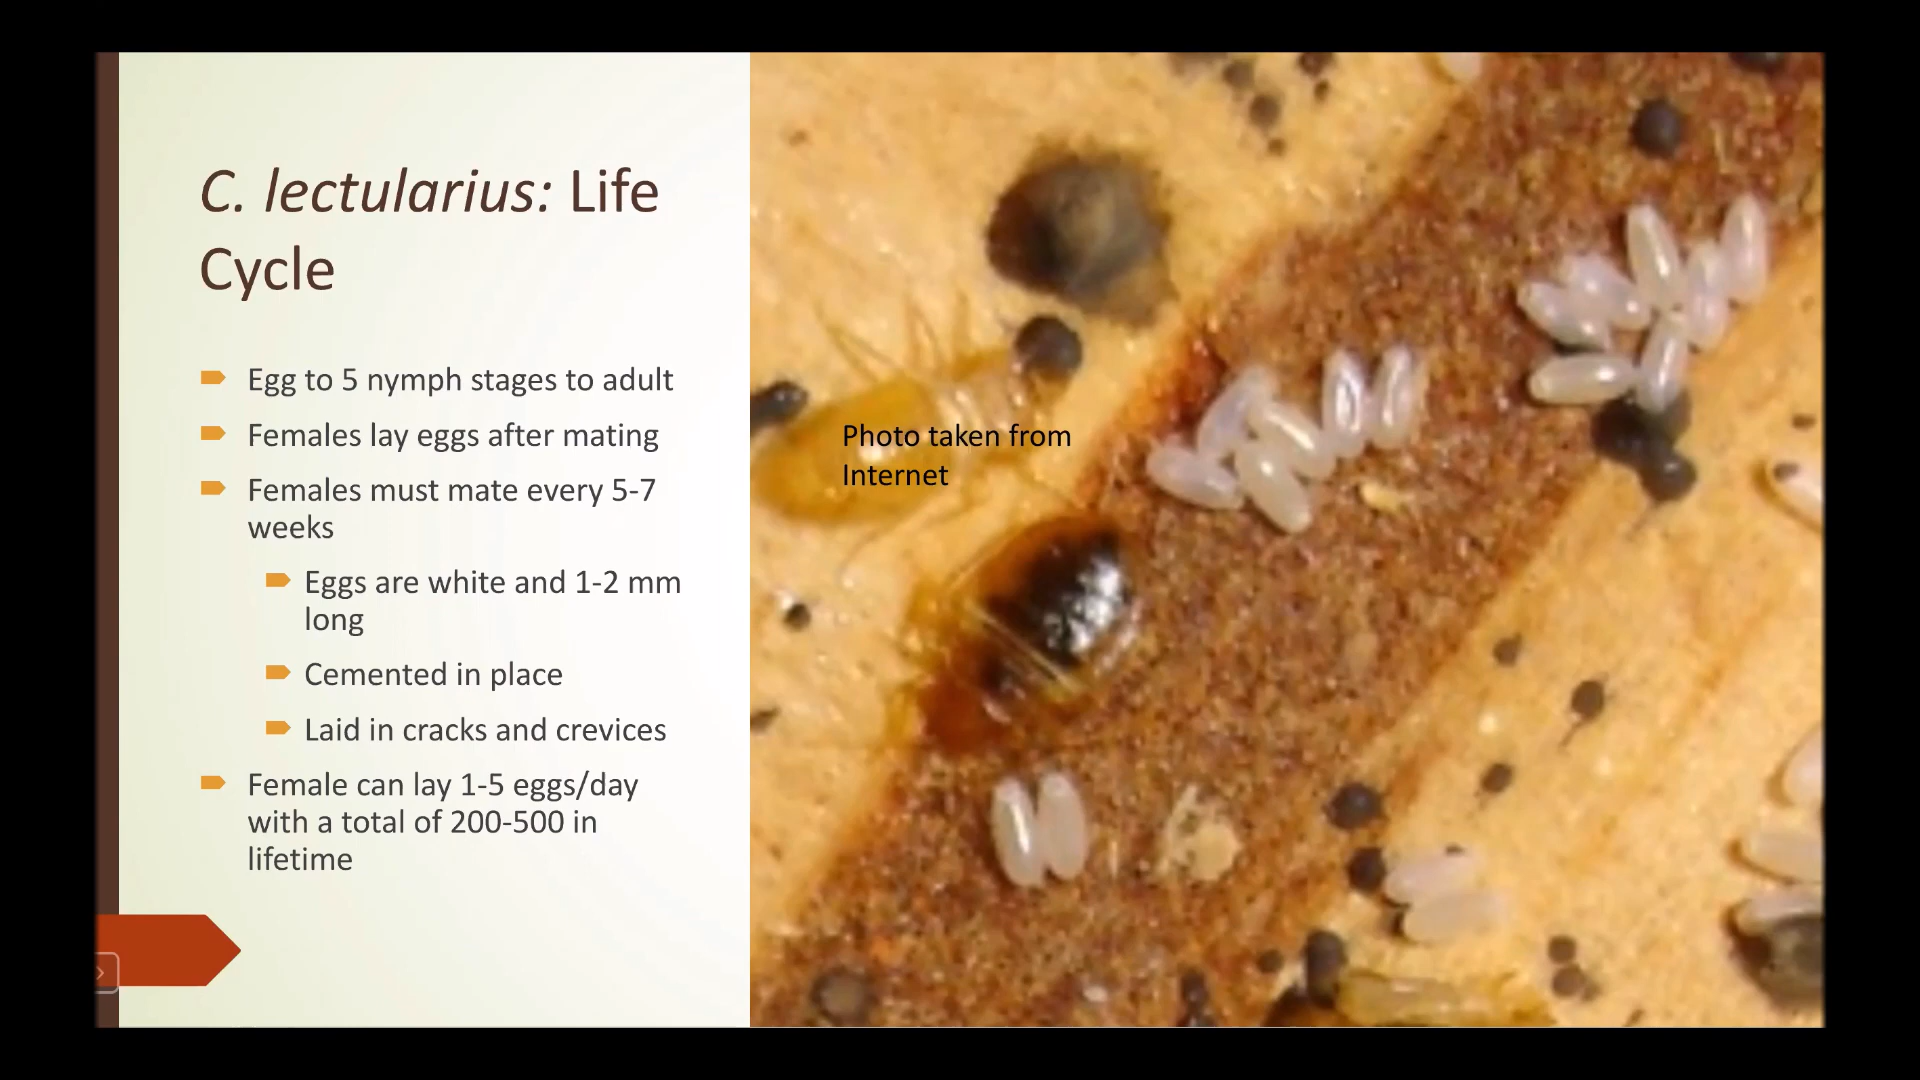 C. lectularius: Life
Cycle
Egg to 5 nymph stages to adult
Females lay eggs after mating
Females must mate every 5-7
weeks
Eggs are white and 1-2 mm
long
Cemented in place
Laid in cracks and crevices
Female can lay 1-5 eggs/day
with a total of 200-500 in
lifetime
Photo taken from
Internet